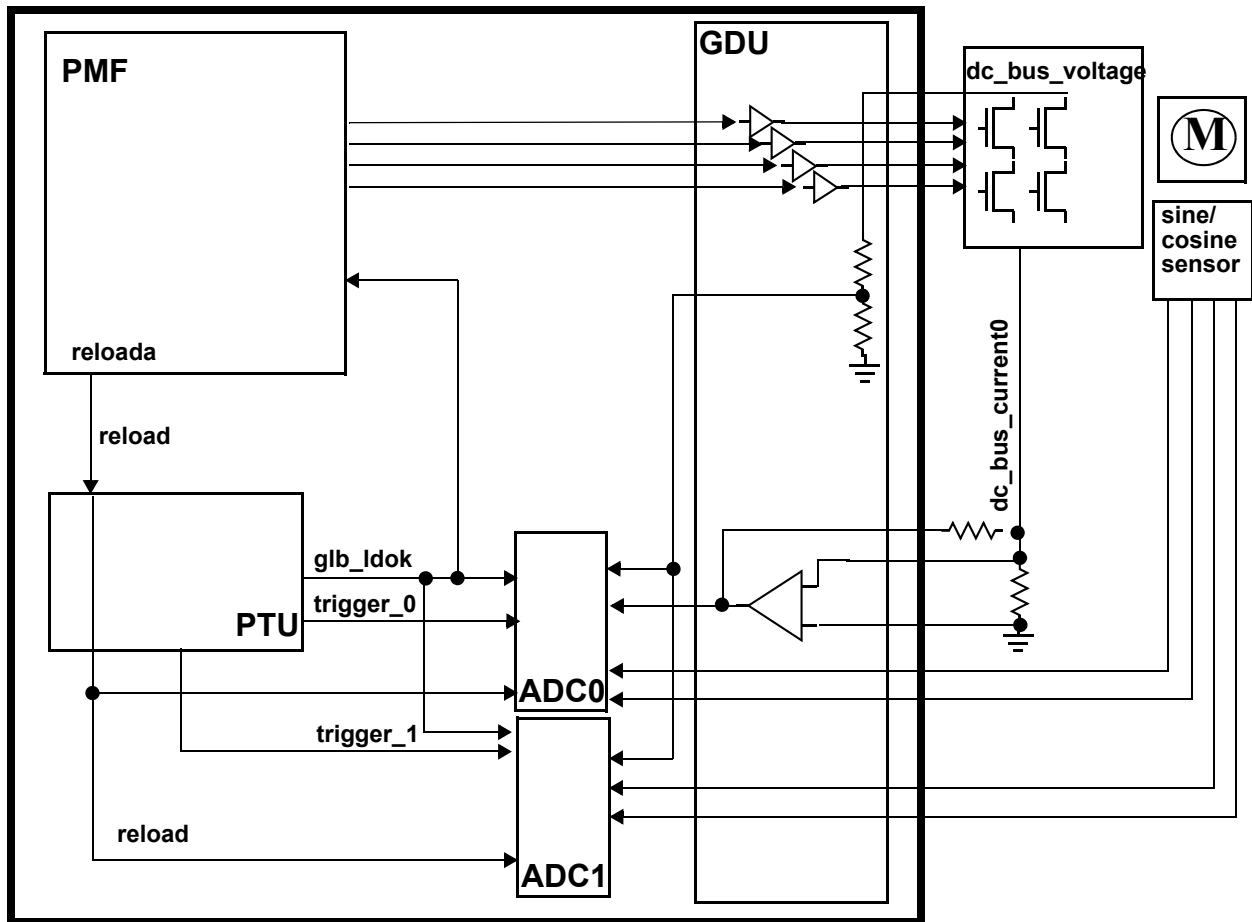 GDU
PMF
dc_bus_voltage
M
sine/
cosine
sensor
reloada
dc_bus_current0
reload
glb_ldok
trigger_0
PTU
ADC0
trigger_1
reload
ADC1